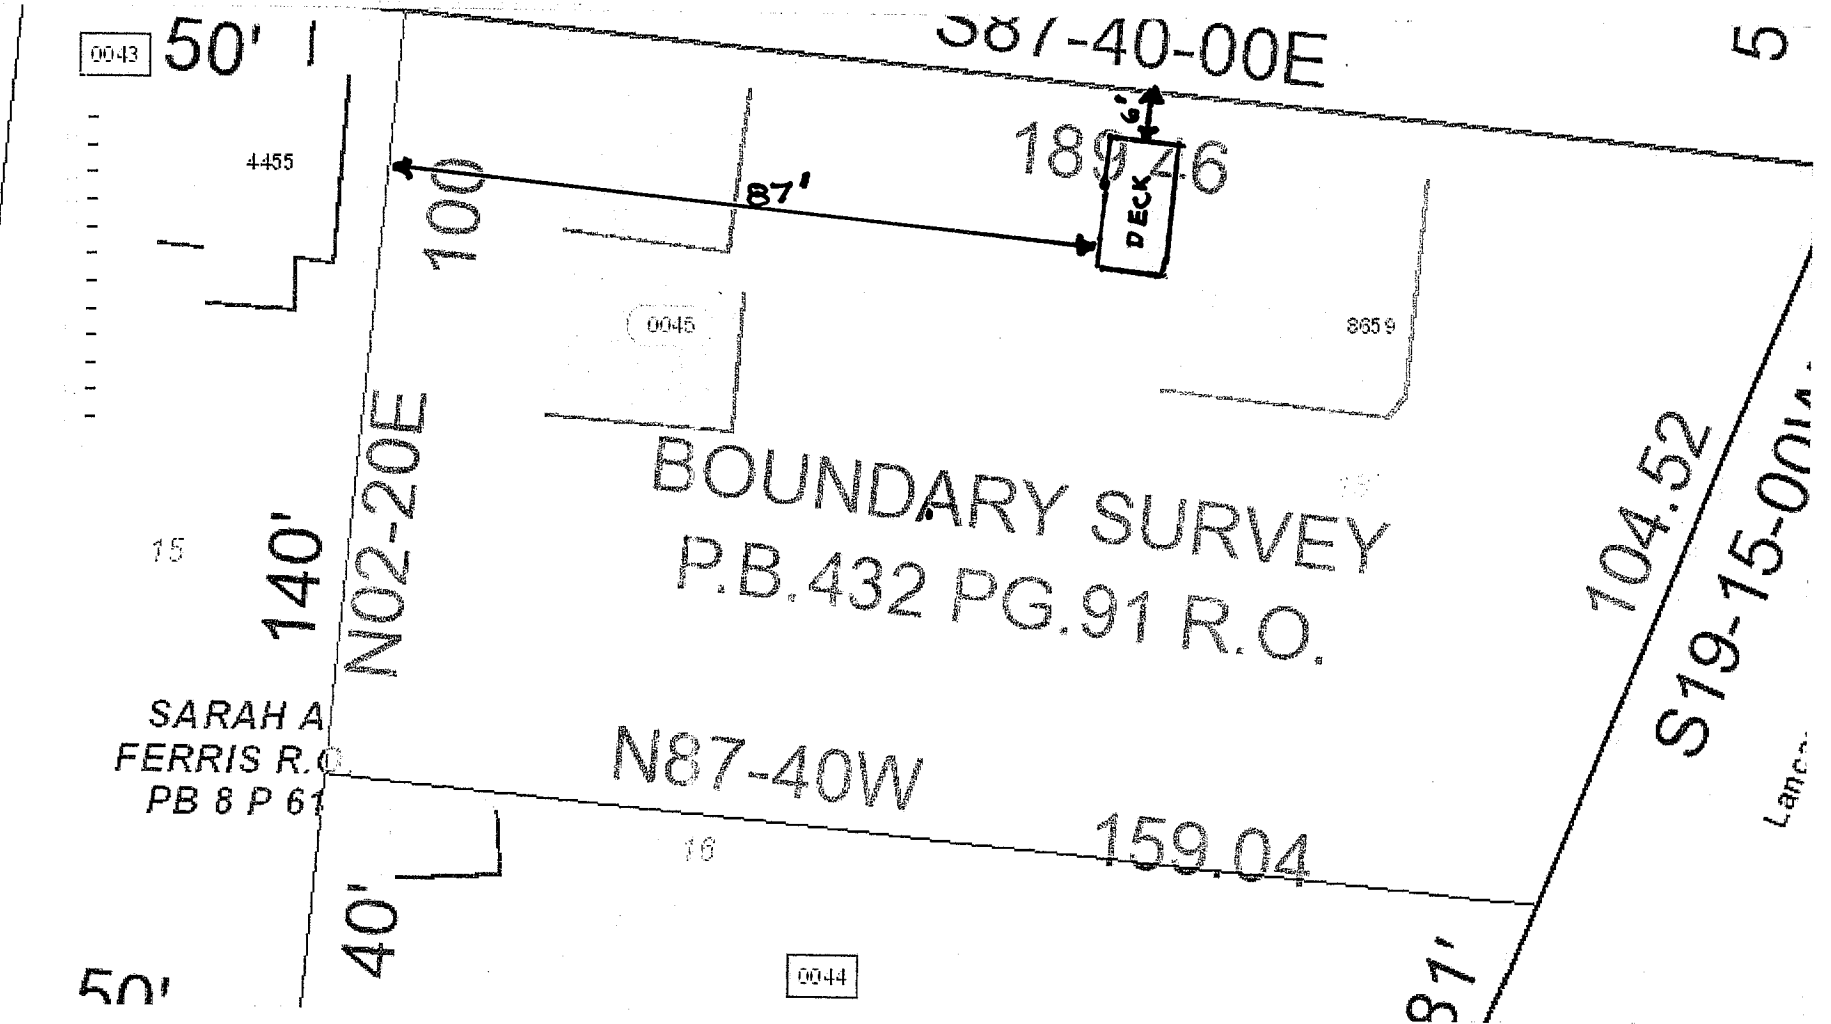 0043
50'
S87-40-00E
5
4455
100
87'
6'
189.46
DECK
0045
8659
BOUNDARY SURVEY
P.B.432 PG.91 R.O.
15
15
140'
N02-20E
104.52
S19-15-00W
SARAH A
FERRIS R.O
PB 8 P 61
N87-40W
159.04
16
40'
0044
50'
81'